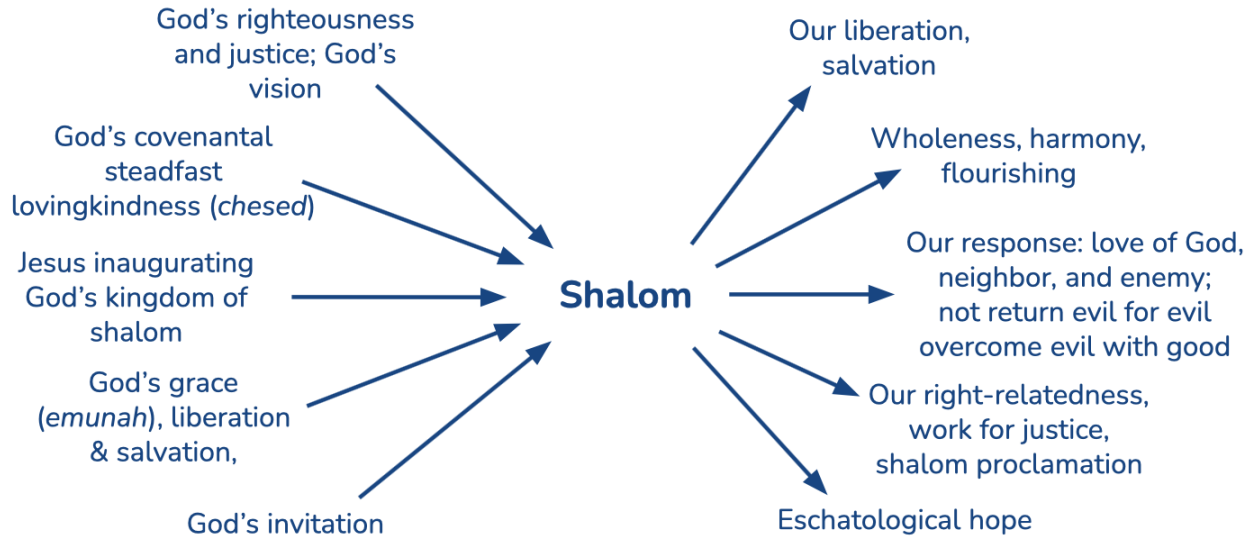 God's righteousness
and justice; God's
vision
God's covenantal
steadfast
lovingkindness (chesed)
Jesus inaugurating
God's kingdom of
shalom
God's grace
(emunah), liberation
& salvation,
God's invitation
Shalom
Our liberation,
salvation
Wholeness, harmony,
flourishing
Our response: love of God,
neighbor, and enemy;
not return evil for evil
overcome evil with good
Our right-relatedness,
work for justice,
shalom proclamation
Eschatological hope